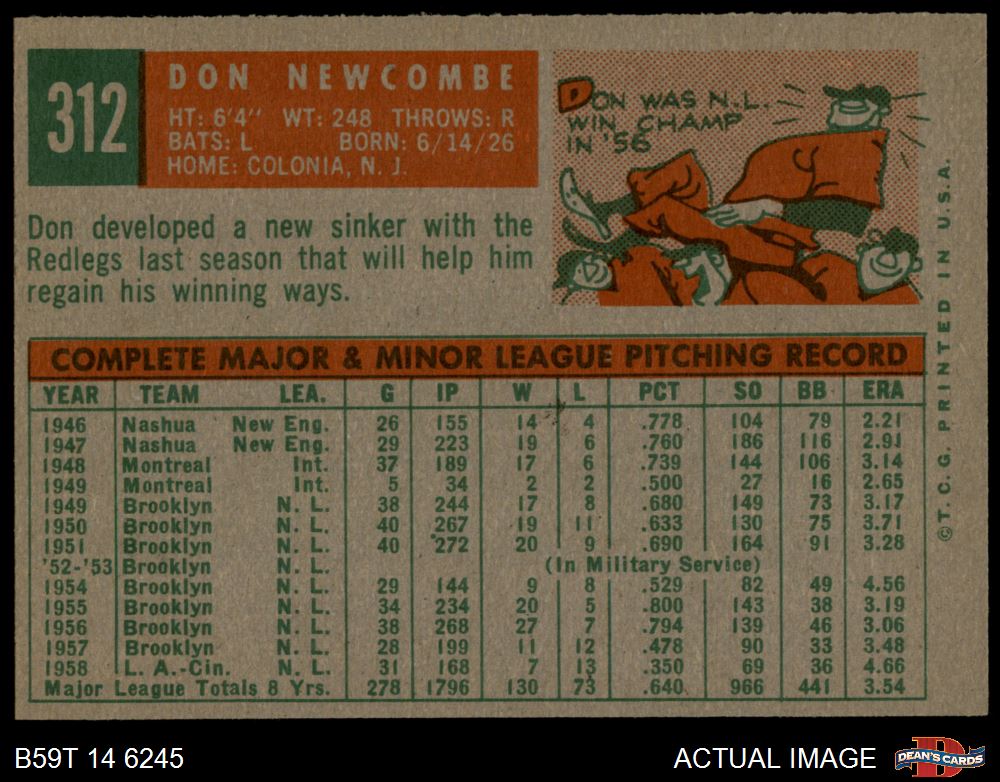 312
DON NEWCOMBE
HT: 6'4" WT: 248 THROWS: R
BATS: L BORN: 6/14/26
HOME: COLONIA, N. J.
DON WAS N.L.
WIN CHAMP
IN '56
Don developed a new sinker with the
Redlegs last season that will help him
regain his winning ways.
COMPLETE MAJOR & MINOR LEAGUE PITCHING RECORD
YEAR TEAM LEA. G IP W L PCT SO BB ERA
1946 Nashua New Eng. 26 155 14 4 .778 104 79 2.21
1947 Nashua New Eng. 29 223 19 6 .760 186 116 2.91
1948 Montreal Int. 37 189 17 6 .739 144 106 3.14
1949 Montreal Int. 5 34 2 2 .500 27 16 2.65
1949 Brooklyn N. L. 38 244 17 8 .680 149 73 3.17
1950 Brooklyn N. L. 40 267 19 11 .633 130 75 3.71
1951 Brooklyn N. L. 40 272 20 9 .690 164 91 3.28
'52-'53 Brooklyn N. L. (In Military Service)
1954 Brooklyn N. L. 29 144 9 8 .529 82 49 4.56
1955 Brooklyn N. L. 34 234 20 5 .800 143 38 3.19
1956 Brooklyn N. L. 38 268 27 7 .794 139 46 3.06
1957 Brooklyn N. L. 28 199 11 12 .478 90 33 3.48
1958 L. A.-Cin. N. L. 31 168 7 13 .350 69 36 4.66
Major League Totals 8 Yrs. 278 1796 130 73 .640 966 441 3.54
©T. C. G. PRINTED IN U.S.A.
B59T 14 6245
ACTUAL IMAGE
D
DEAN'S CARDS